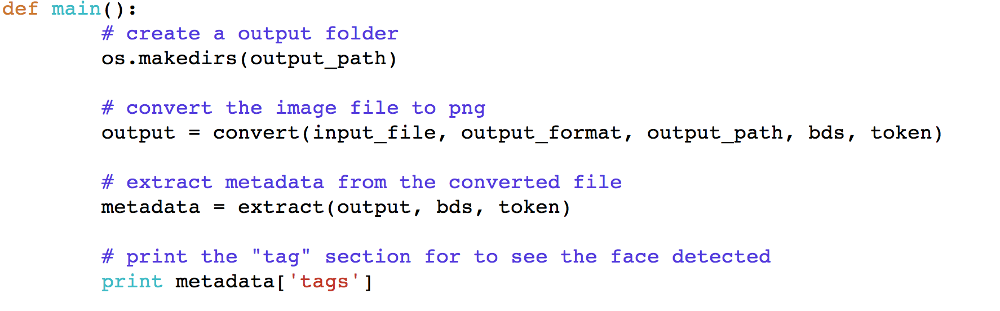 def main():
# create a output folder
os.makedirs(output_path)
# convert the image file to png
output = convert(input_file, output_format, output_path, bds, token)
# extract metadata from the converted file
metadata = extract(output, bds, token)
# print the "tag" section for to see the face detected
print metadata['tags']